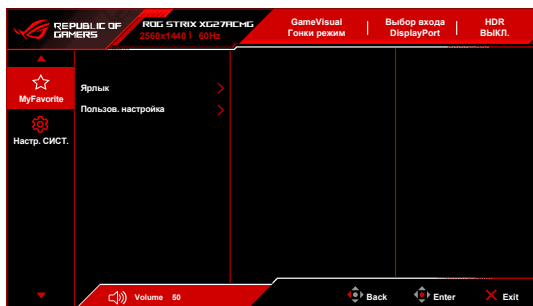 REPUBLIC OF
GAMERS
ROG STRIX XG27ACMG
2560x1440 60Hz
GameVisual
Гонки режим
Выбор входа
DisplayPort
HDR
ВЫКЛ.
MyFavorite
Настр. СИСТ.
Ярлык
Пользов. настройка
Volume 50
Back
Enter
Exit